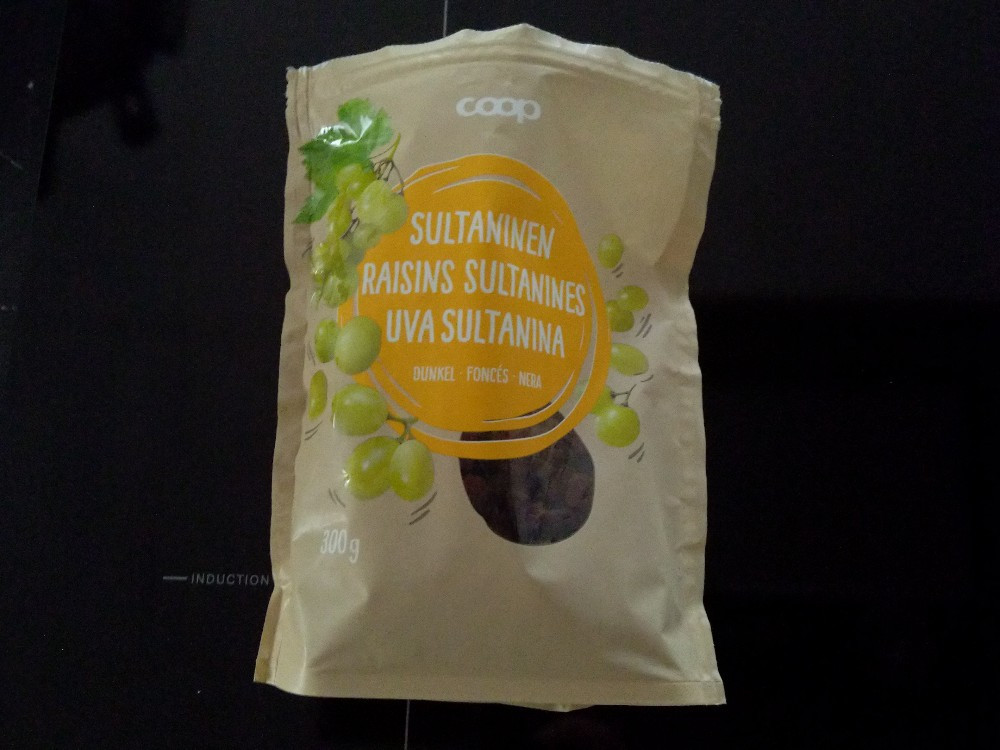 coop
SULTANINEN
RAISINS SULTANINES
UVA SULTANINA
DUNKEL · FONCÉS · NERA
300g
INDUCTION